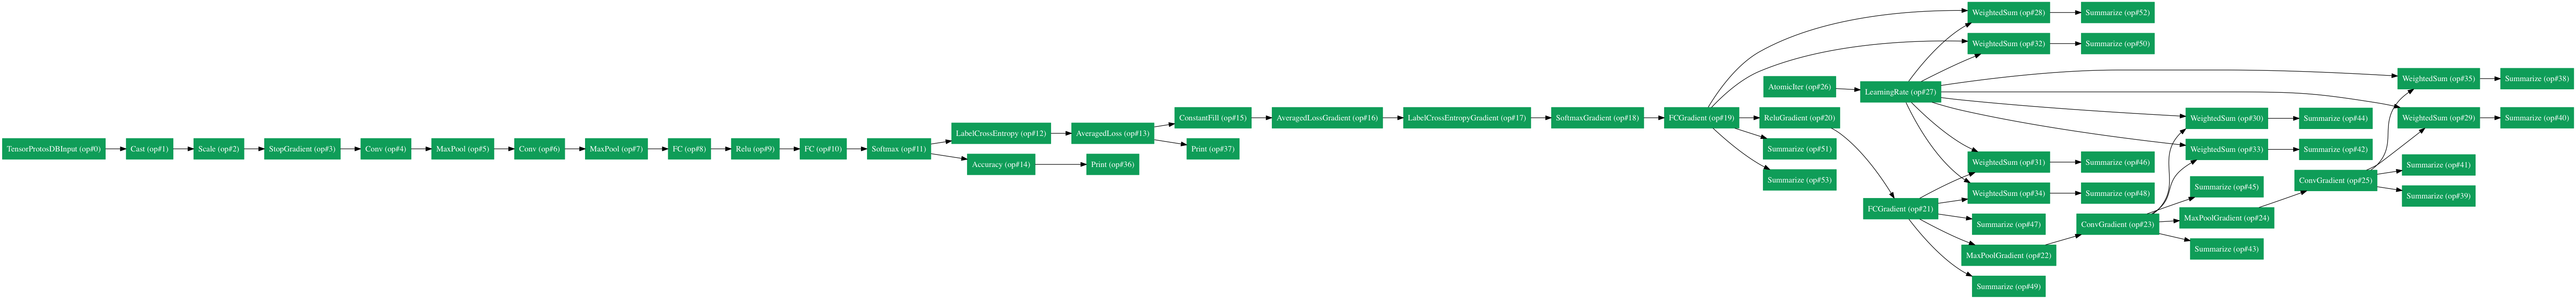 TensorProtosDBInput (op#0)
Cast (op#1)
Scale (op#2)
StopGradient (op#3)
Conv (op#4)
MaxPool (op#5)
Conv (op#6)
MaxPool (op#7)
FC (op#8)
Relu (op#9)
FC (op#10)
Softmax (op#11)
LabelCrossEntropy (op#12)
Accuracy (op#14)
AveragedLoss (op#13)
Print (op#36)
ConstantFill (op#15)
Print (op#37)
AveragedLossGradient (op#16)
LabelCrossEntropyGradient (op#17)
SoftmaxGradient (op#18)
FCGradient (op#19)
AtomicIter (op#26)
ReluGradient (op#20)
Summarize (op#51)
Summarize (op#53)
LearningRate (op#27)
FCGradient (op#21)
WeightedSum (op#28)
WeightedSum (op#32)
WeightedSum (op#31)
WeightedSum (op#34)
Summarize (op#47)
MaxPoolGradient (op#22)
Summarize (op#49)
Summarize (op#52)
Summarize (op#50)
Summarize (op#46)
Summarize (op#48)
ConvGradient (op#23)
WeightedSum (op#30)
WeightedSum (op#33)
Summarize (op#45)
MaxPoolGradient (op#24)
Summarize (op#43)
Summarize (op#44)
Summarize (op#42)
ConvGradient (op#25)
WeightedSum (op#35)
WeightedSum (op#29)
Summarize (op#41)
Summarize (op#39)
Summarize (op#38)
Summarize (op#40)